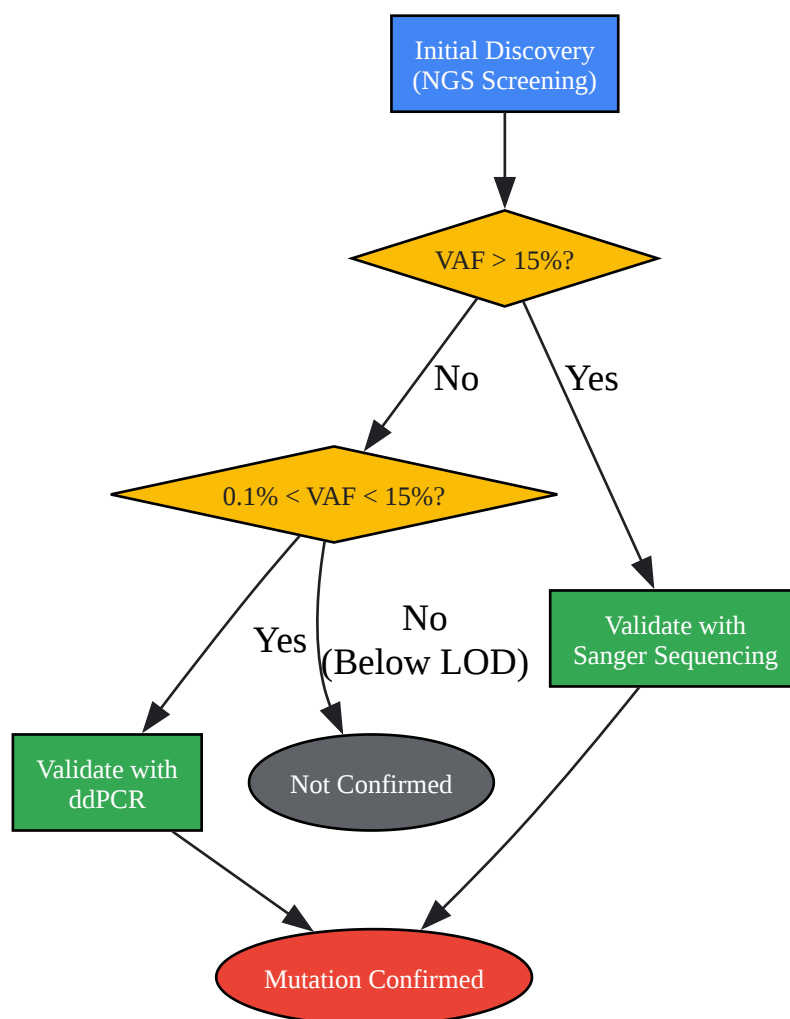 Initial Discovery
(NGS Screening)
VAF > 15%?
No
Yes
0.1% < VAF < 15%?
Yes
No
(Below LOD)
Validate with
Sanger Sequencing
Validate with
ddPCR
Not Confirmed
Mutation Confirmed